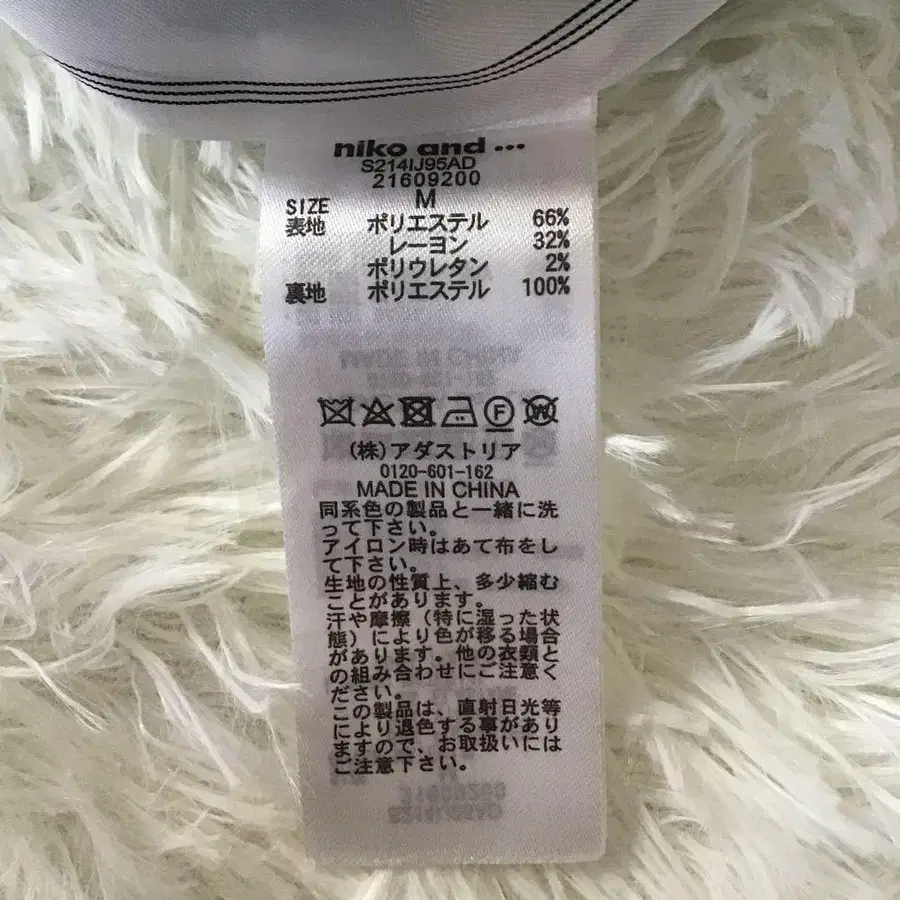 niko and ...
S214IJ95AD
21609200
SIZE M
表地 ポリエステル 66%
レーヨン 32%
ポリウレタン 2%
裏地 ポリエステル 100%
MADE IN CHINA
F W
(株)アダストリア
0120-601-162
MADE IN CHINA
同系色の製品と一緒に洗
って下さい。
アイロン時はあて布をし
て下さい。
生地の性質上、多少縮む
ことがあります。
汗や摩擦（特に湿った状
態）により色が移る場合
があります。他の衣類と
の組み合わせにご注意く
ださい。
この製品は、直射日光等
により退色する事があり
ますので、お取扱いには
ご注意下さい。